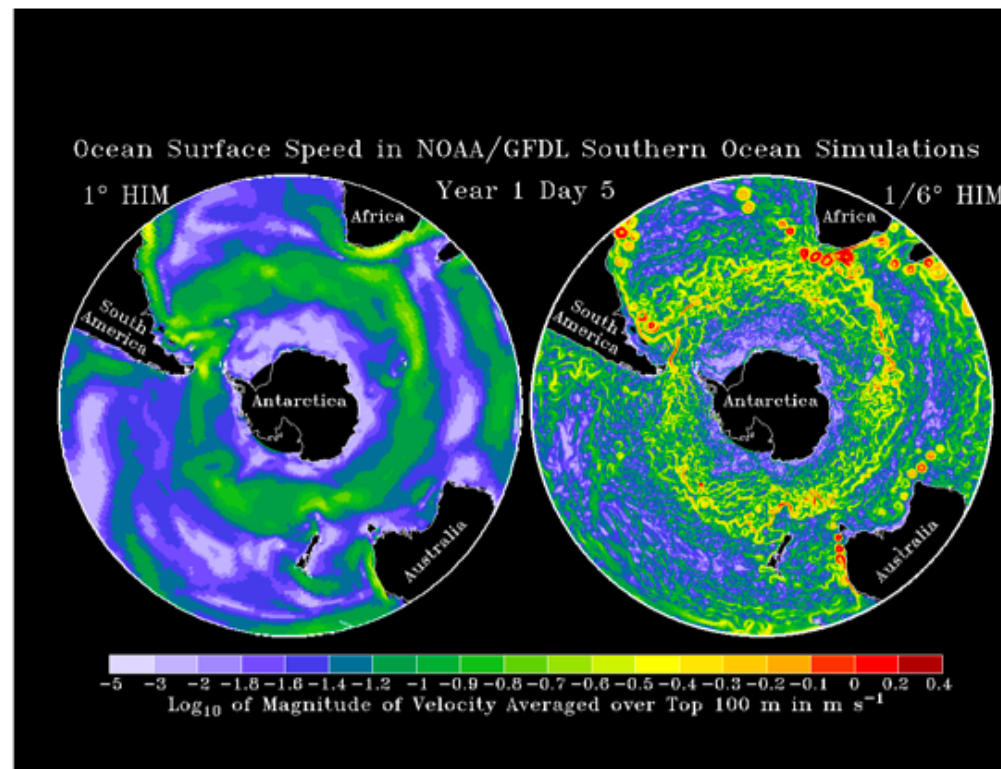 Ocean Surface Speed in NOAA/GFDL Southern Ocean Simulations
1° HIM
Year 1 Day 5
1/6° HIM
Africa
South
America
Antarctica
Australia
Africa
South
America
Antarctica
Australia
-5 -3 -2 -1.8 -1.6 -1.4 -1.2 -1 -0.9 -0.8 -0.7 -0.6 -0.5 -0.4 -0.3 -0.2 -0.1 0 0.2 0.4
Log₁₀ of Magnitude of Velocity Averaged over Top 100 m in m s⁻¹